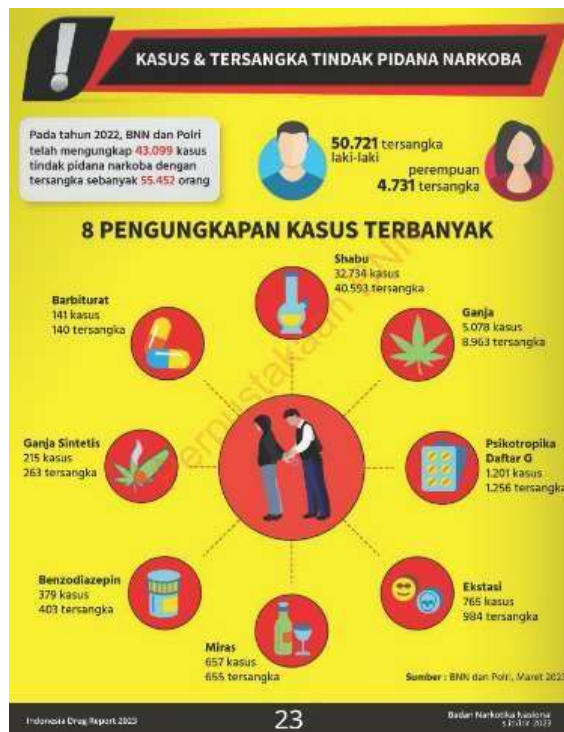 KASUS & TERSANGKA TINDAK PIDANA NARKOBA
Pada tahun 2022, BNN dan Polri
telah mengungkap 43.099 kasus
tindak pidana narkoba dengan
tersangka sebanyak 55.452 orang
50.721 tersangka
laki-laki
perempuan
4.731 tersangka
8 PENGUNGKAPAN KASUS TERBANYAK
Shabu
32.734 kasus
40.593 tersangka
Barbiturat
141 kasus
140 tersangka
Ganja
5.078 kasus
8.963 tersangka
Ganja Sintetis
215 kasus
263 tersangka
Psikotropika
Daftar G
1.201 kasus
1.256 tersangka
Benzodiazepin
379 kasus
403 tersangka
Ekstasi
765 kasus
984 tersangka
Miras
657 kasus
655 tersangka
Sumber : BNN dan Polri, Maret 2023
Indonesia Drug Report 2023
23
Badan Narkotika Nasional